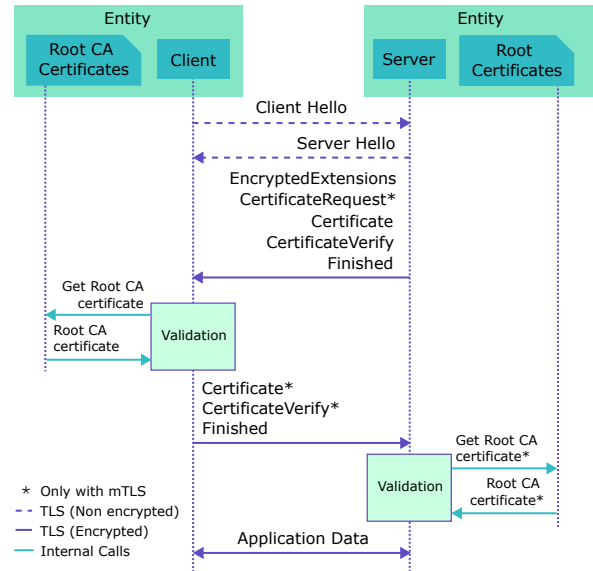 Entity
Entity
Root CA
Certificates
Client
Server
Root
Certificates
Client Hello
Server Hello
EncryptedExtensions
CertificateRequest*
Certificate
CertificateVerify
Finished
Get Root CA
certificate
Validation
Root CA
certificate
Certificate*
CertificateVerify*
Finished
Get Root CA
certificate*
Validation
Root CA
certificate*
* Only with mTLS
TLS (Non encrypted)
TLS (Encrypted)
Internal Calls
Application Data